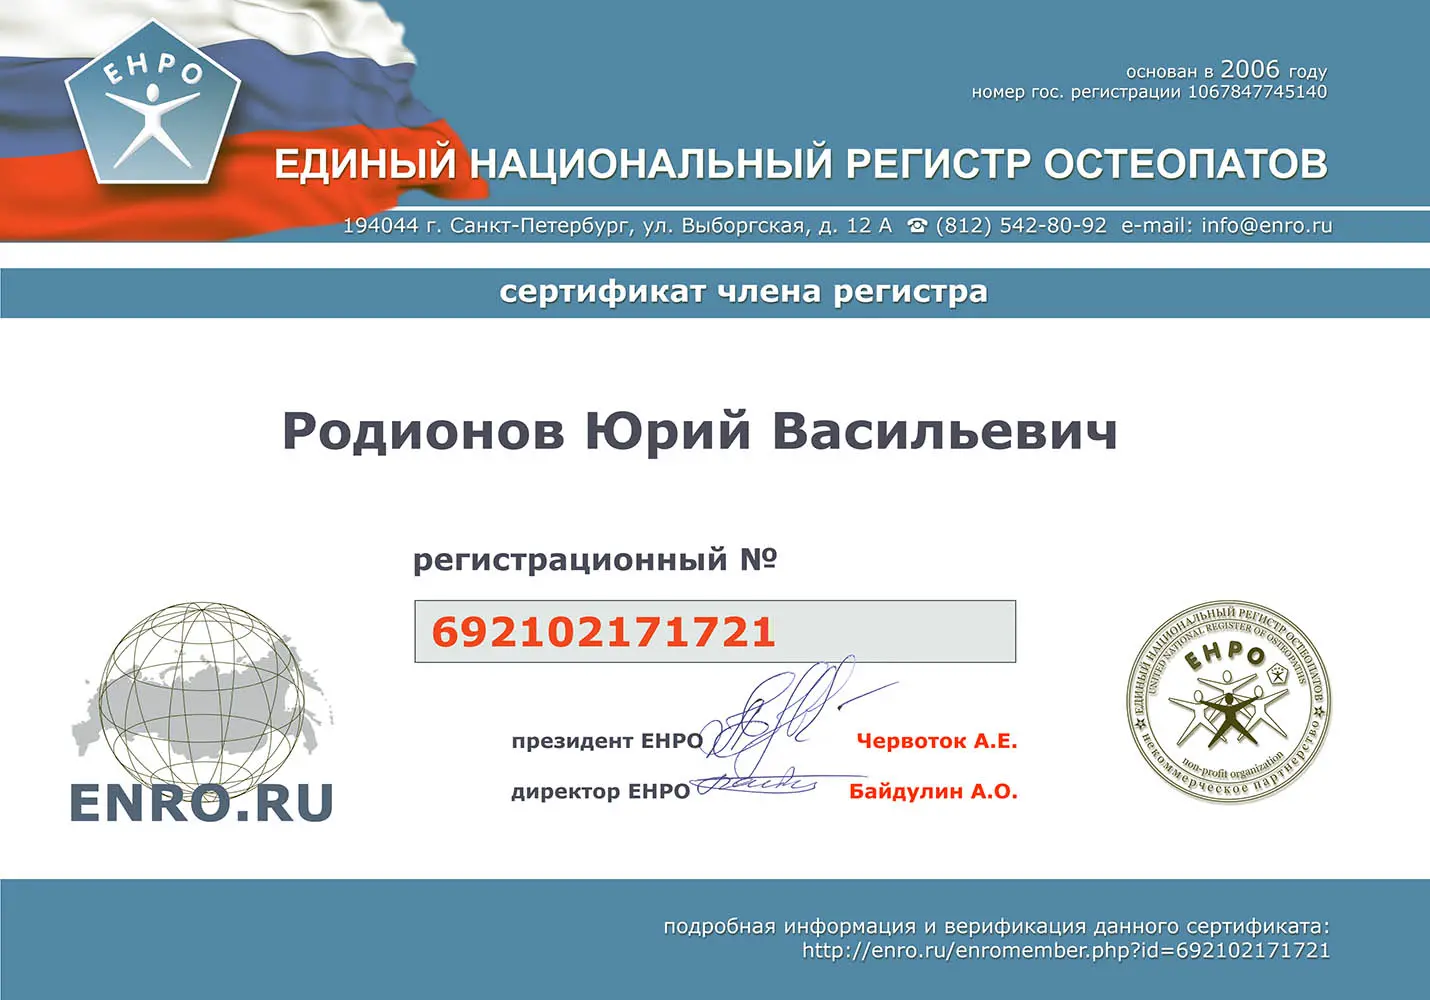 ЕНРО
основан в 2006 году
номер гос. регистрации 1067847745140
ЕДИНЫЙ НАЦИОНАЛЬНЫЙ РЕГИСТР ОСТЕОПАТОВ
194044 г. Санкт-Петербург, ул. Выборгская, д. 12 А ☎ (812) 542-80-92 e-mail: info@enro.ru
сертификат члена регистра
Родионов Юрий Васильевич
регистрационный №
692102171721
президент ЕНРО Червоток А.Е.
директор ЕНРО Байдулин А.О.
ENRO.RU
ЕДИНЫЙ НАЦИОНАЛЬНЫЙ РЕГИСТР ОСТЕОПАТОВ
UNITED NATIONAL REGISTER OF OSTEOPATHS
ЕНРО
non-profit organization
некоммерческое партнерство
подробная информация и верификация данного сертификата:
http://enro.ru/enromember.php?id=692102171721